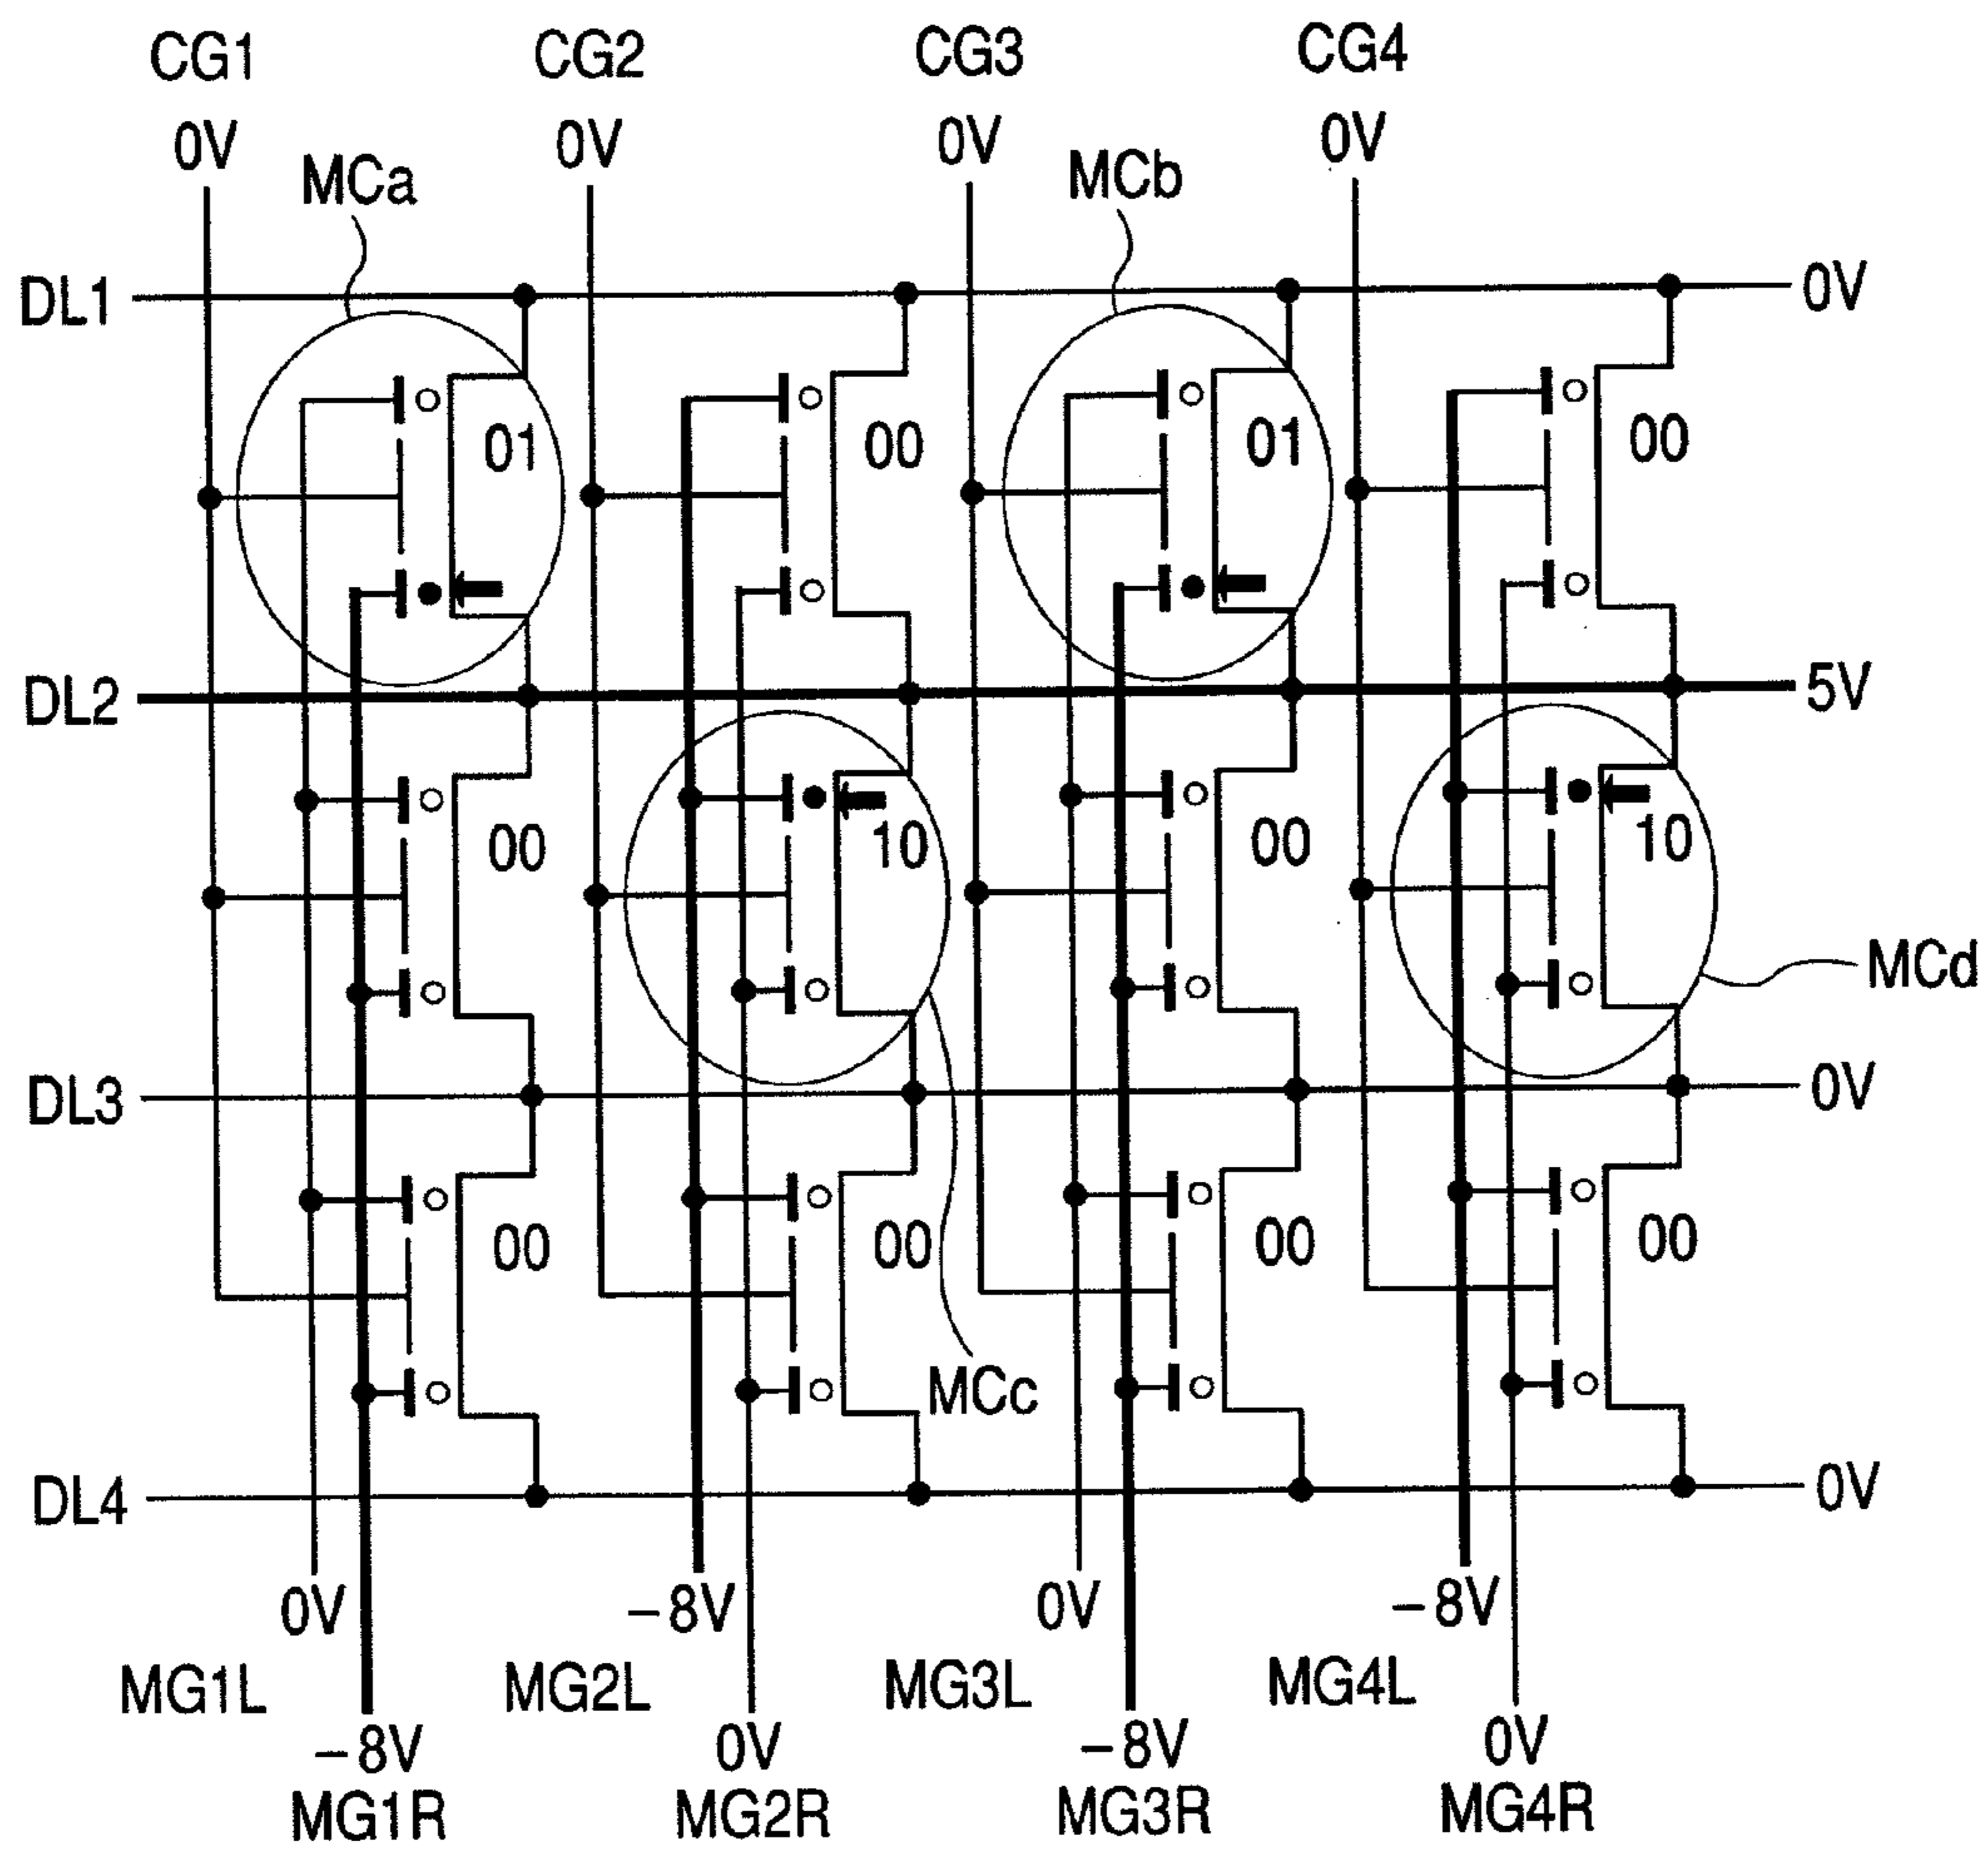 CG1 CG2 CG3 CG4
0V 0V 0V 0V
MCa MCb
DL1 0V
01 00 01 00
DL2 5V
00 10 00 10
MCd
DL3 0V
00 00 00 00
MCc
DL4 0V
0V -8V 0V -8V
MG1L MG2L MG3L MG4L
-8V 0V -8V 0V
MG1R MG2R MG3R MG4R